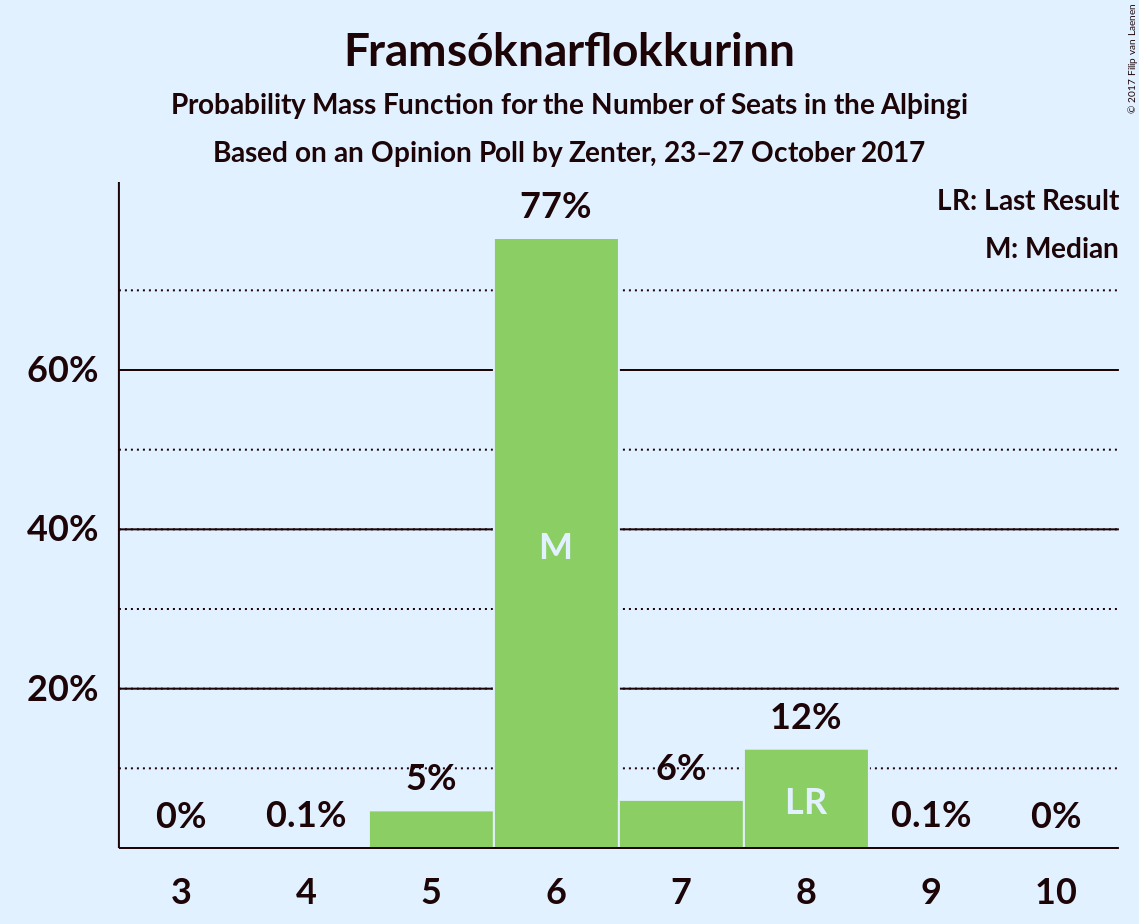 Framsóknarflokkurinn
Probability Mass Function for the Number of Seats in the Alþingi
Based on an Opinion Poll by Zenter, 23–27 October 2017
© 2017 Filip van Laenen
LR: Last Result
M: Median
77%
60%
40%
20%
M
12%
5%
6%
LR
0%
0.1%
0.1%
0%
3 4 5 6 7 8 9 10